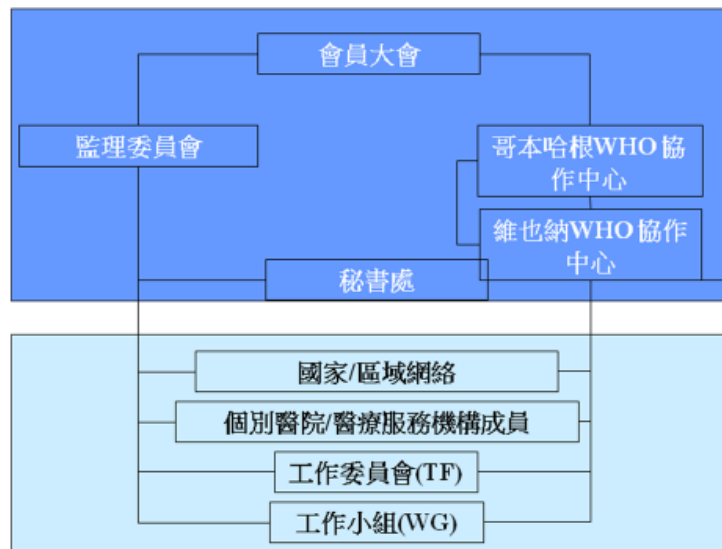 會員大會
監理委員會
哥本哈根WHO協
作中心
維也納WHO協作
中心
秘書處
國家/區域網絡
個別醫院/醫療服務機構成員
工作委員會(TF)
工作小組(WG)